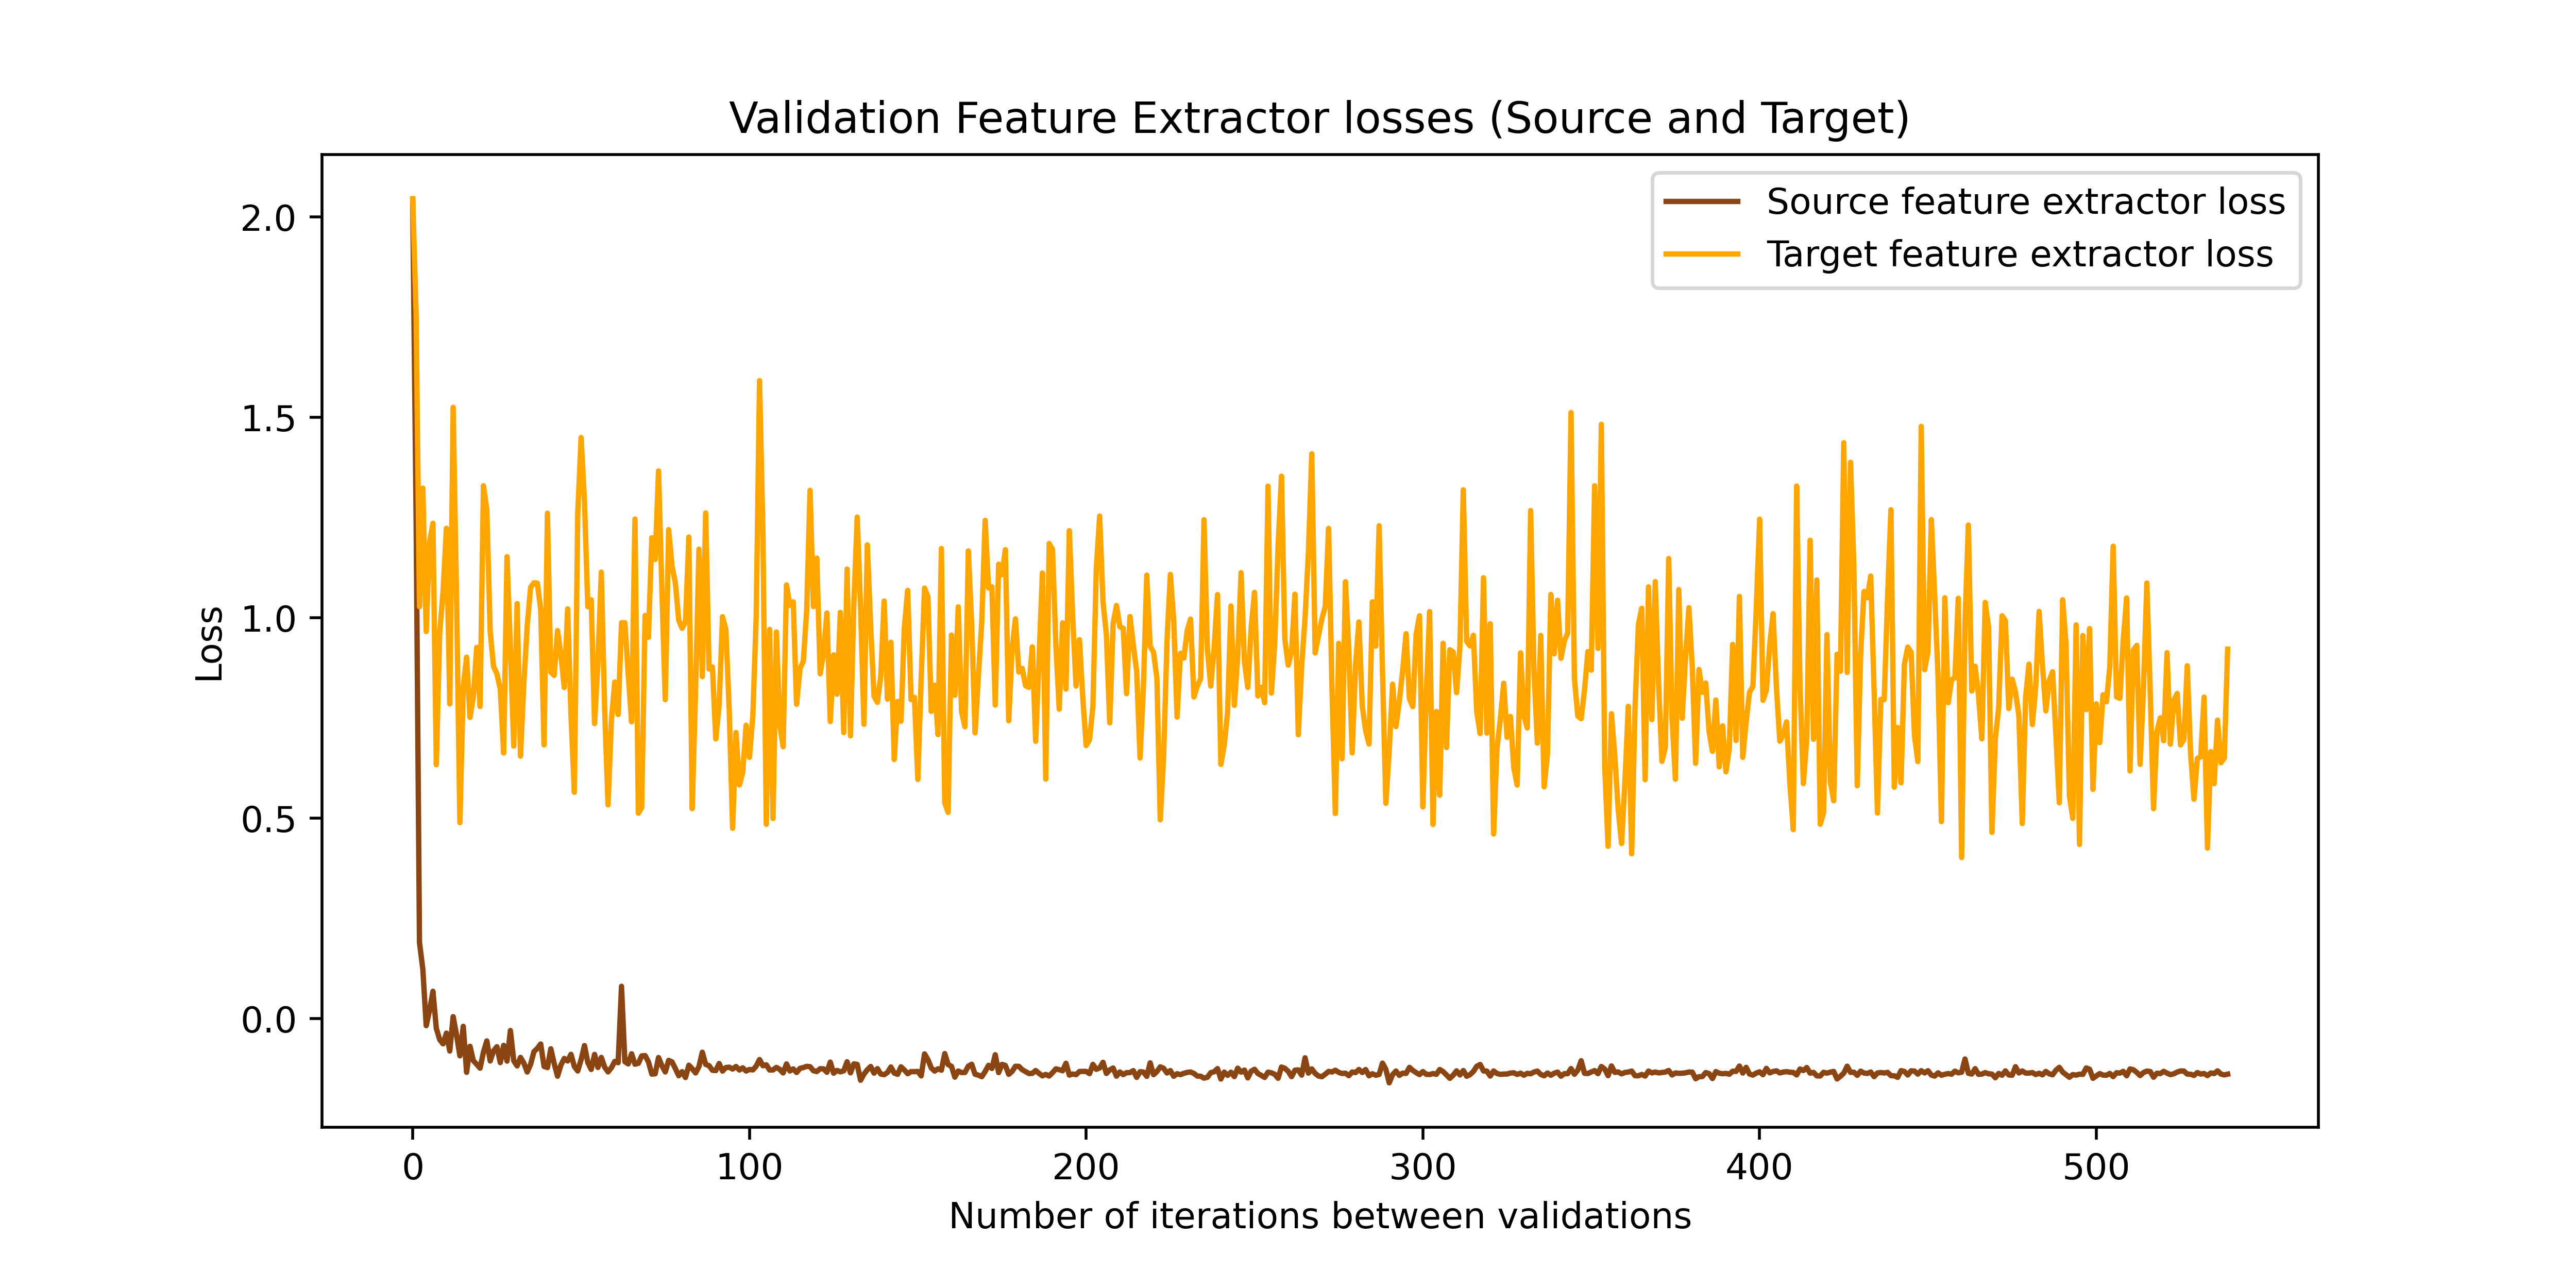 Validation Feature Extractor losses (Source and Target)
Source feature extractor loss
Target feature extractor loss
2.0
1.5
1.0
0.5
0.0
Loss
0 100 200 300 400 500
Number of iterations between validations